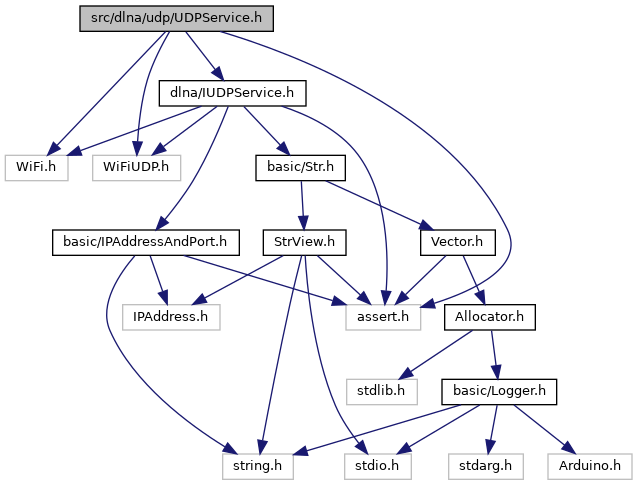 src/dlna/udp/UDPService.h
dlna/IUDPService.h
WiFi.h
WiFiUDP.h
basic/Str.h
basic/IPAddressAndPort.h
StrView.h
Vector.h
IPAddress.h
assert.h
Allocator.h
stdlib.h
basic/Logger.h
string.h
stdio.h
stdarg.h
Arduino.h